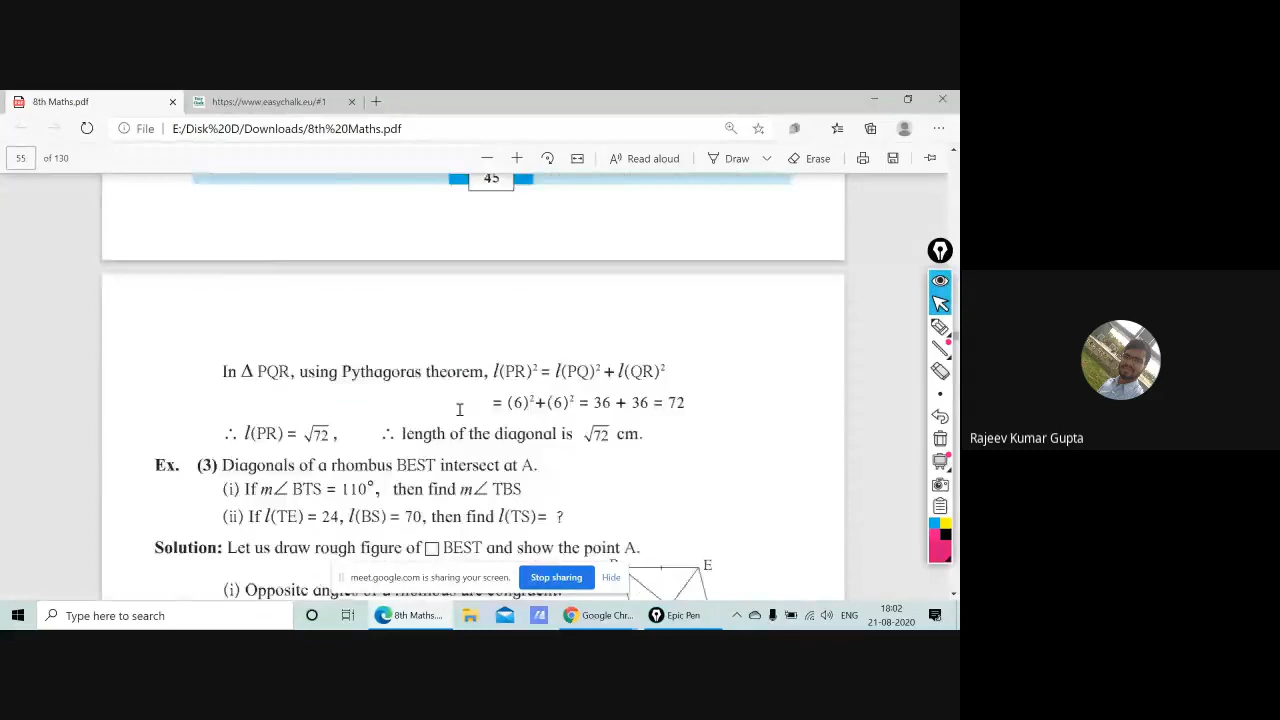 8th Maths.pdf
https://www.easychalk.eu/#1
File
E:/Disk%20D/Downloads/8th%20Maths.pdf
55 of 130
Read aloud
Draw
Erase
45
In Δ PQR, using Pythagoras theorem, l(PR)² = l(PQ)² + l(QR)²
= (6)²+(6)² = 36 + 36 = 72
∴ l(PR) = √72 , ∴ length of the diagonal is √72 cm.
Ex. (3) Diagonals of a rhombus BEST intersect at A.
(i) If m∠ BTS = 110°, then find m∠ TBS
(ii) If l(TE) = 24, l(BS) = 70, then find l(TS)= ?
Solution: Let us draw rough figure of □ BEST and show the point A.
E
(i) Opposite angles of a rhombus are congruent.
meet.google.com is sharing your screen.
Stop sharing
Hide
Rajeev Kumar Gupta
Type here to search
8th Maths...
Google Chr...
Epic Pen
ENG
18:02
21-08-2020